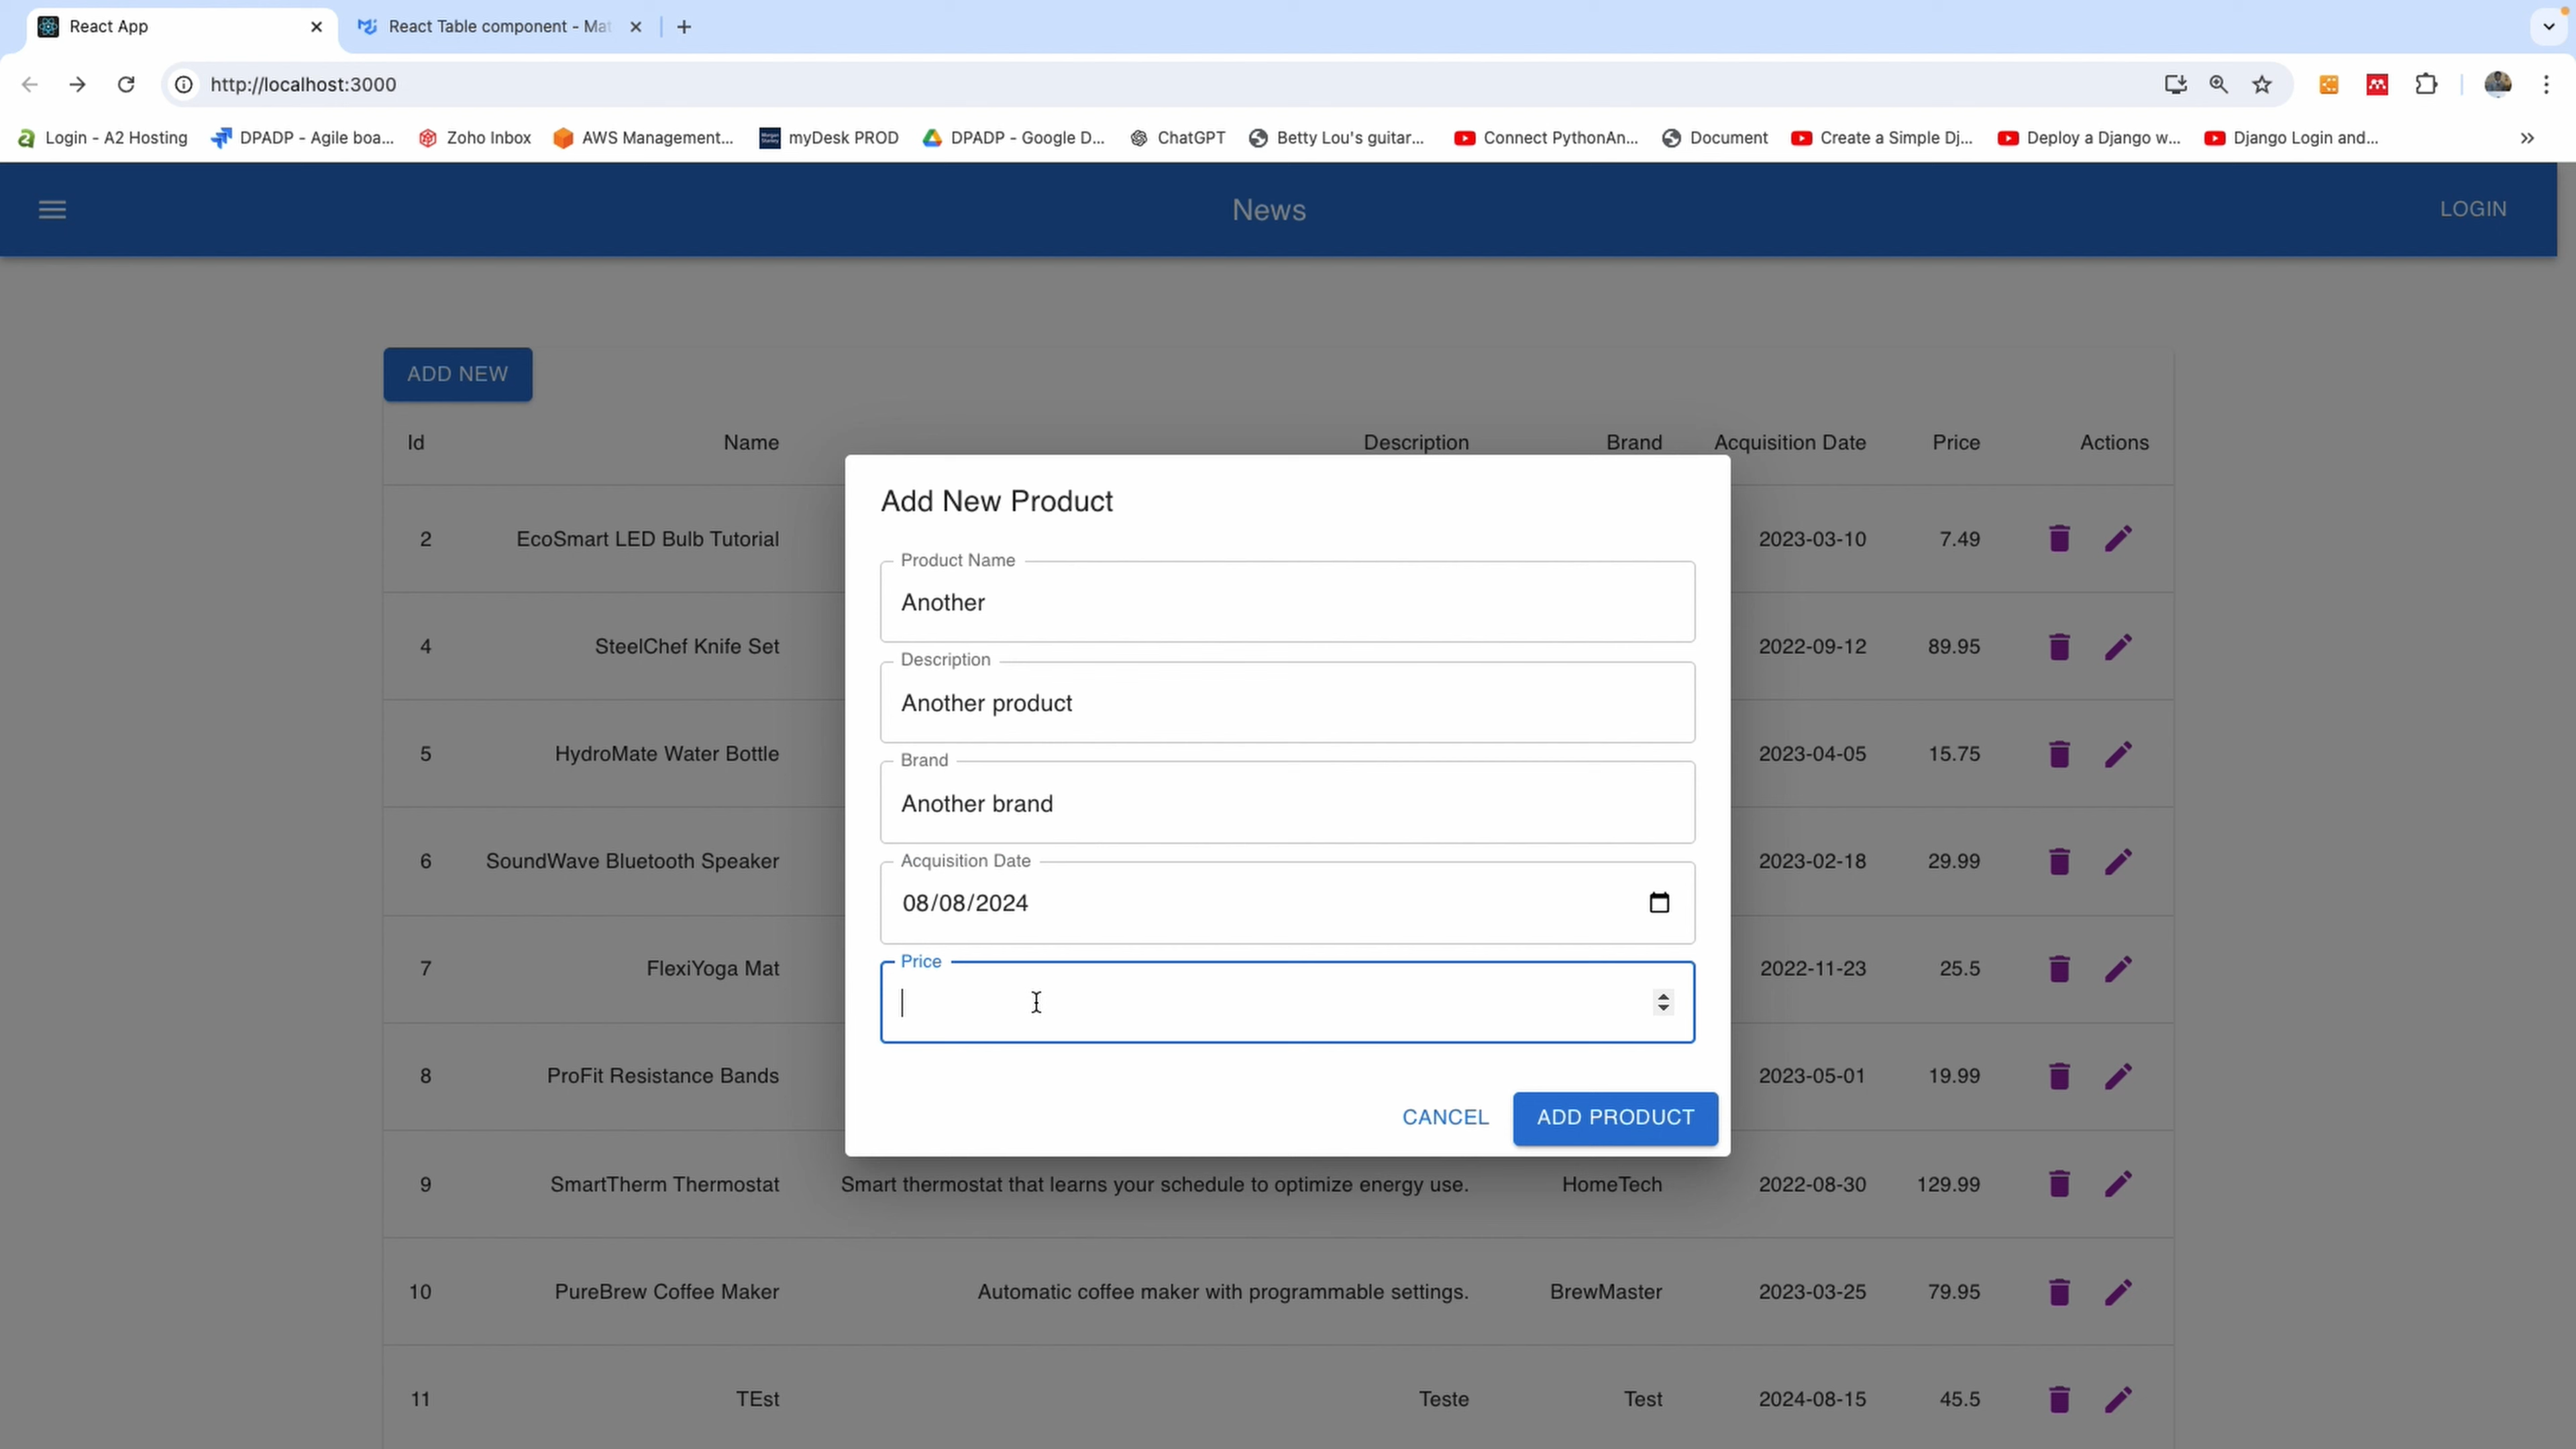 React App
React Table component - Mat
http://localhost:3000
Login - A2 Hosting
DPADP - Agile boa...
Zoho Inbox
AWS Management...
myDesk PROD
DPADP - Google D...
ChatGPT
Betty Lou's guitar...
Connect PythonAn...
Document
Create a Simple Dj...
Deploy a Django w...
Django Login and...
News
LOGIN
ADD NEW
Id Name Description Brand Acquisition Date Price Actions
2 EcoSmart LED Bulb Tutorial 2023-03-10 7.49
4 SteelChef Knife Set 2022-09-12 89.95
5 HydroMate Water Bottle 2023-04-05 15.75
6 SoundWave Bluetooth Speaker 2023-02-18 29.99
7 FlexiYoga Mat 2022-11-23 25.5
8 ProFit Resistance Bands 2023-05-01 19.99
9 SmartTherm Thermostat Smart thermostat that learns your schedule to optimize energy use. HomeTech 2022-08-30 129.99
10 PureBrew Coffee Maker Automatic coffee maker with programmable settings. BrewMaster 2023-03-25 79.95
11 TEst Teste Test 2024-08-15 45.5
Add New Product
Product Name
Another
Description
Another product
Brand
Another brand
Acquisition Date
08/08/2024
Price
CANCEL
ADD PRODUCT